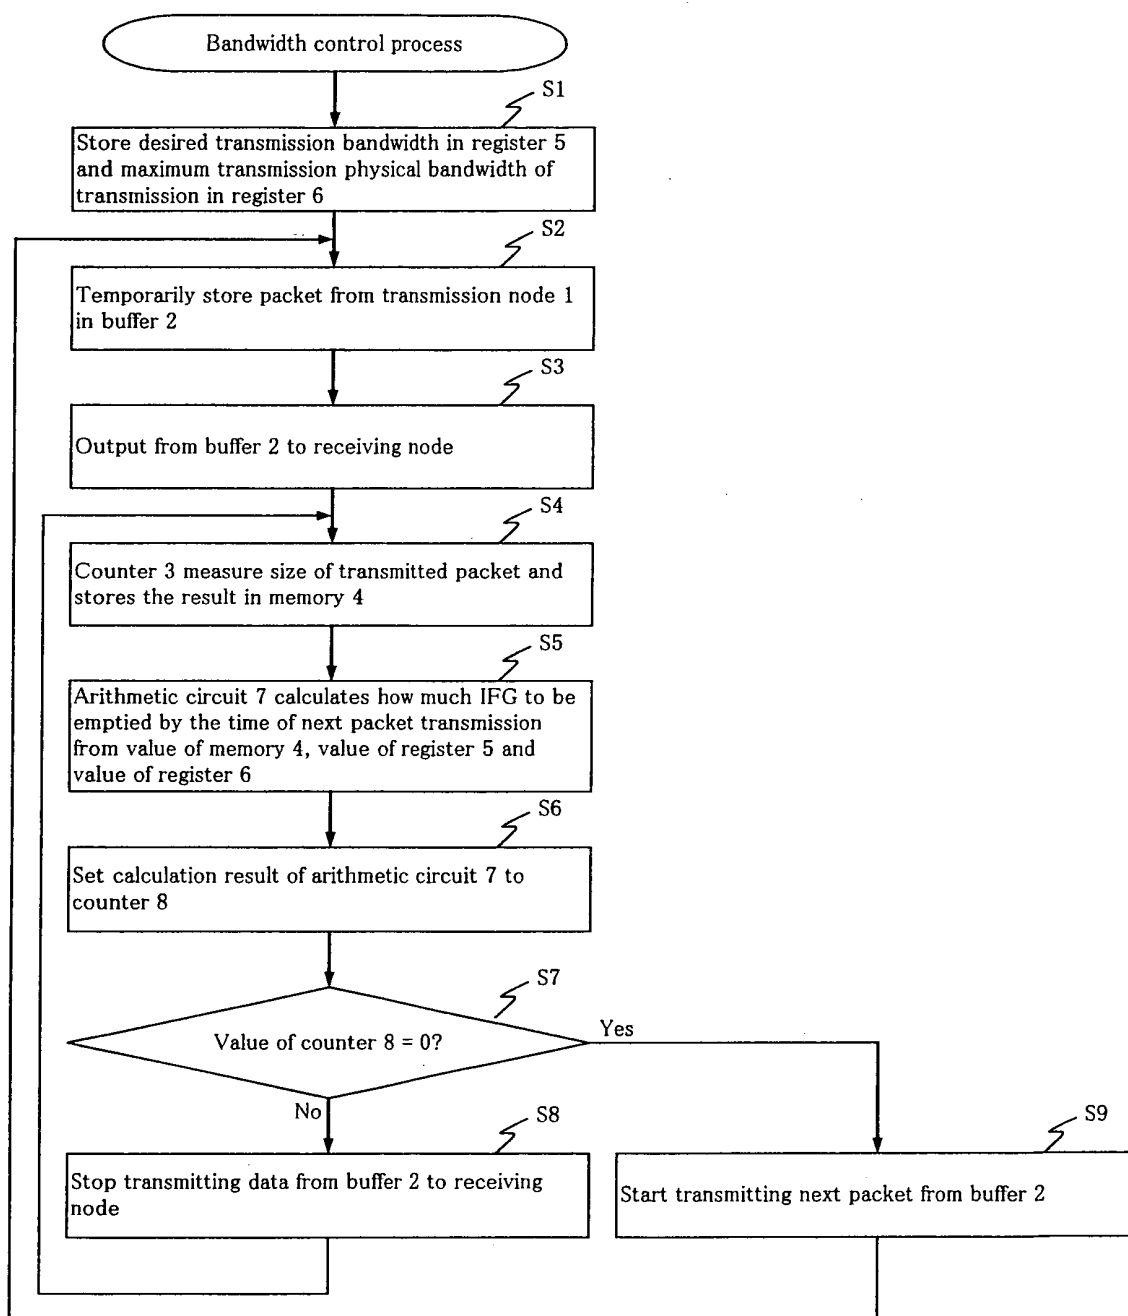 Bandwidth control process
S1
Store desired transmission bandwidth in register 5
and maximum transmission physical bandwidth of
transmission in register 6
S2
Temporarily store packet from transmission node 1
in buffer 2
S3
Output from buffer 2 to receiving node
S4
Counter 3 measure size of transmitted packet and
stores the result in memory 4
S5
Arithmetic circuit 7 calculates how much IFG to be
emptied by the time of next packet transmission
from value of memory 4, value of register 5 and
value of register 6
S6
Set calculation result of arithmetic circuit 7 to
counter 8
S7
Value of counter 8 = 0?
Yes
No
S8
Stop transmitting data from buffer 2 to receiving
node
S9
Start transmitting next packet from buffer 2